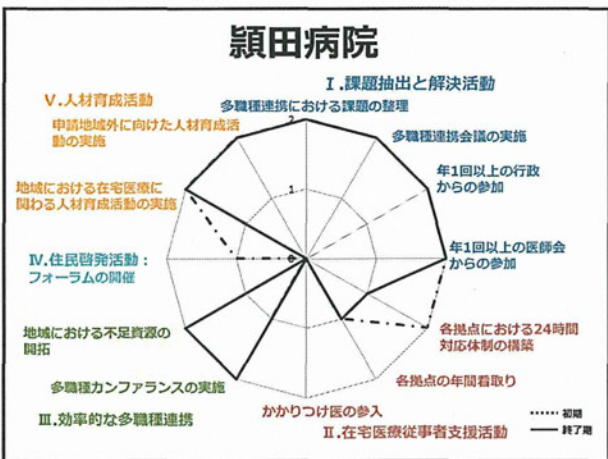 頴田病院
Ⅰ.課題抽出と解決活動
多職種連携における課題の整理
多職種連携会議の実施
年1回以上の行政
からの参加
年1回以上の医師会
からの参加
各拠点における24時間
対応体制の構築
各拠点の年間看取り
かかりつけ医の参入
Ⅱ.在宅医療従事者支援活動
Ⅲ.効率的な多職種連携
多職種カンファランスの実施
地域における不足資源の
開拓
Ⅳ.住民啓発活動：
フォーラムの開催
地域における在宅医療に
関わる人材育成活動の実施
申請地域外に向けた人材育成活
動の実施
Ⅴ.人材育成活動
2
1
0
初期
終了期